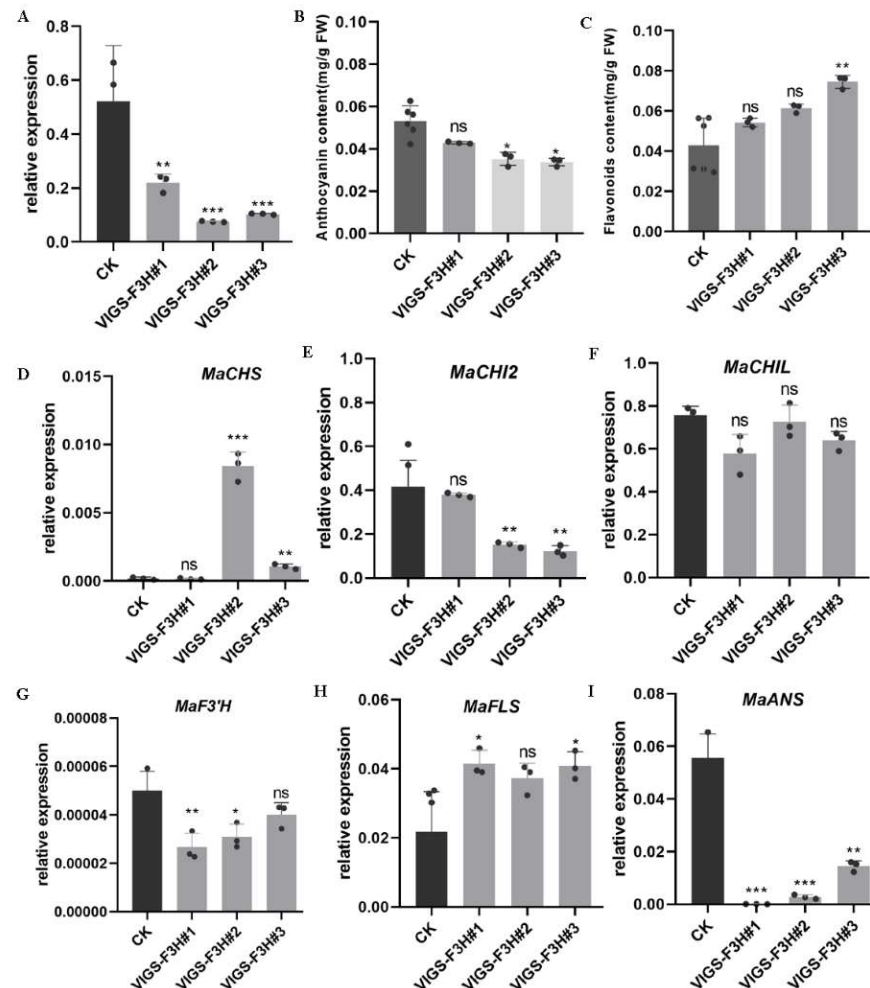 A
relative expression
0.8
0.6
0.4
0.2
0.0
**
***
***
CK
VIGS-F3H#1
VIGS-F3H#2
VIGS-F3H#3
B
Anthocyanin content(mg/g FW)
0.10
0.08
0.06
0.04
0.02
0.00
ns
*
*
CK
VIGS-F3H#1
VIGS-F3H#2
VIGS-F3H#3
C
Flavonoids content(mg/g FW)
0.10
0.08
0.06
0.04
0.02
0.00
ns
ns
**
CK
VIGS-F3H#1
VIGS-F3H#2
VIGS-F3H#3
D
MaCHS
relative expression
0.015
0.010
0.005
0.000
ns
***
**
CK
VIGS-F3H#1
VIGS-F3H#2
VIGS-F3H#3
E
MaCHI2
relative expression
1.0
0.8
0.6
0.4
0.2
0.0
ns
**
**
CK
VIGS-F3H#1
VIGS-F3H#2
VIGS-F3H#3
F
MaCHIL
relative expression
1.0
0.8
0.6
0.4
0.2
0.0
ns
ns
ns
CK
VIGS-F3H#1
VIGS-F3H#2
VIGS-F3H#3
G
MaF3'H
relative expression
0.00008
0.00006
0.00004
0.00002
0.00000
**
*
ns
CK
VIGS-F3H#1
VIGS-F3H#2
VIGS-F3H#3
H
MaFLS
relative expression
0.06
0.04
0.02
0.00
*
ns
*
CK
VIGS-F3H#1
VIGS-F3H#2
VIGS-F3H#3
I
MaANS
relative expression
0.08
0.06
0.04
0.02
0.00
***
***
**
CK
VIGS-F3H#1
VIGS-F3H#2
VIGS-F3H#3